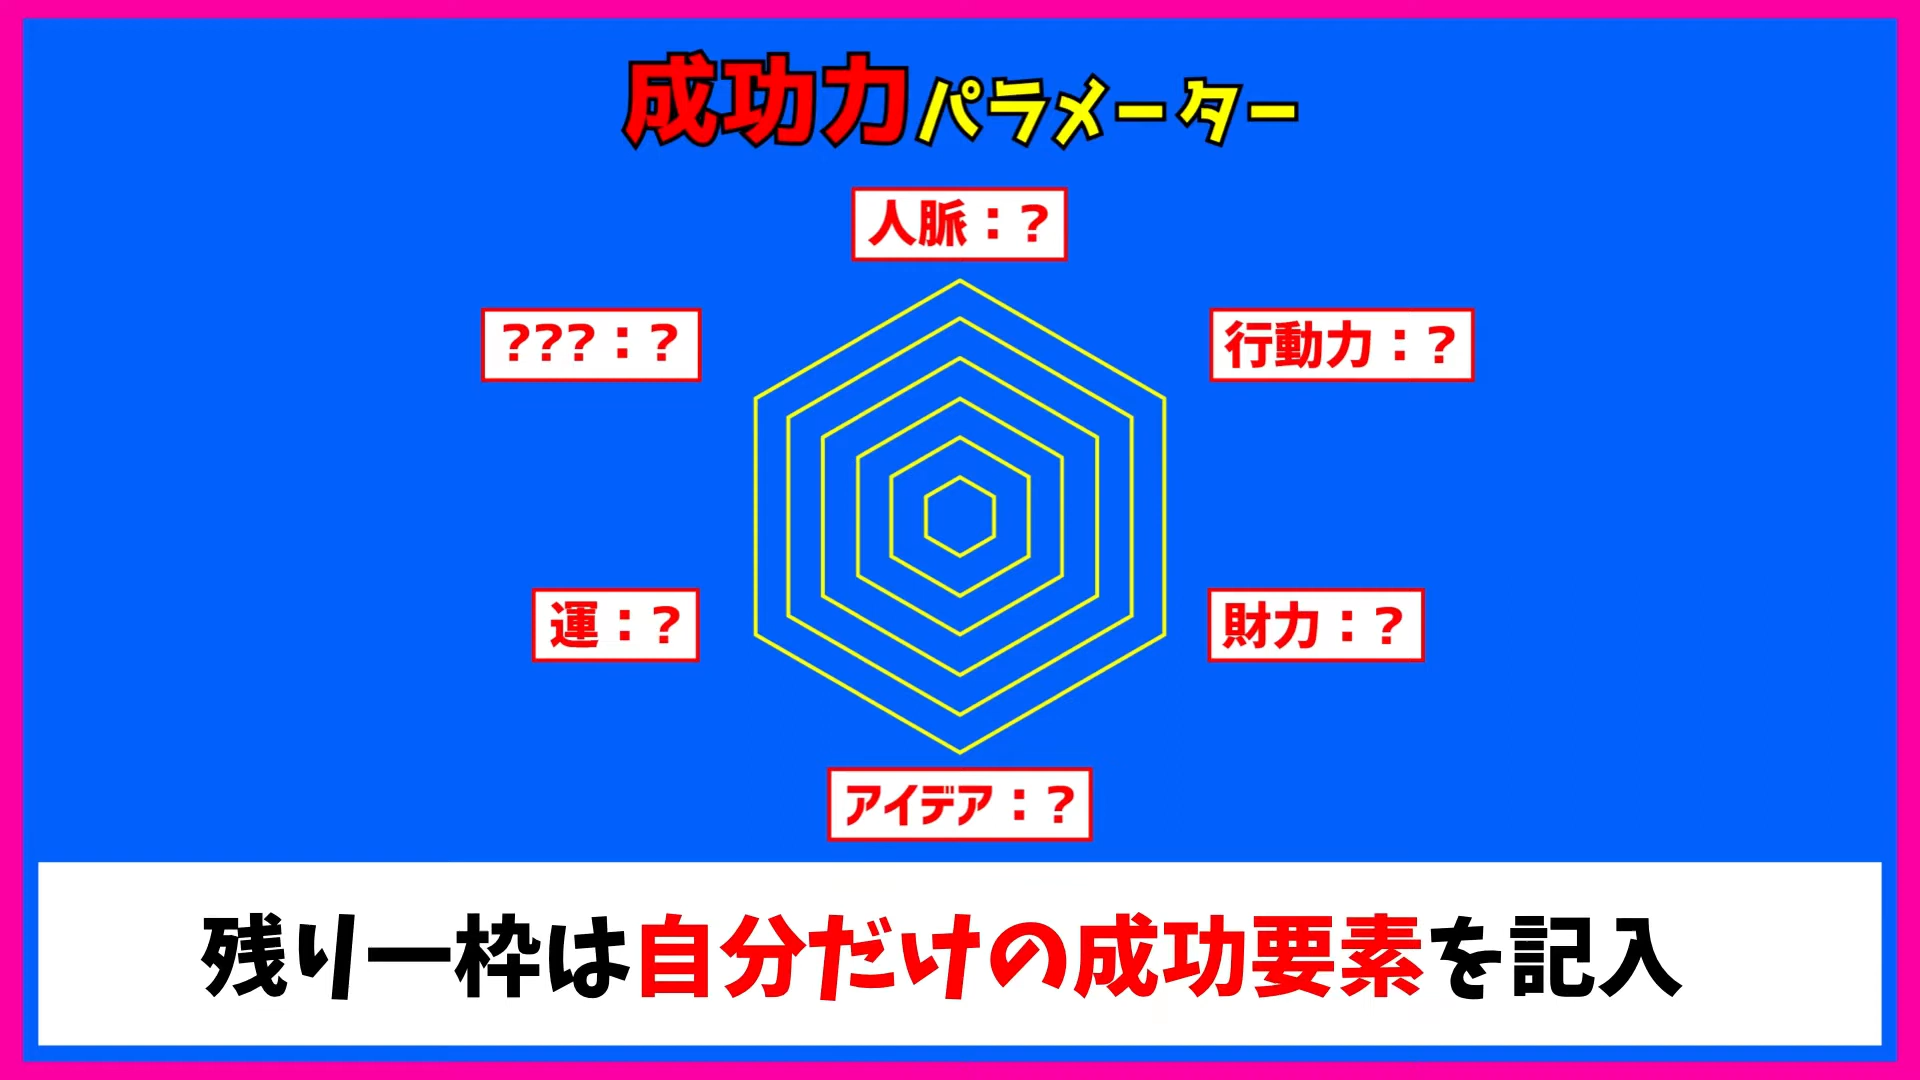 成功力パラメーター
人脈：？
???：？
行動力：？
運：？
財力：？
アイデア：？
残り一枠は自分だけの成功要素を記入